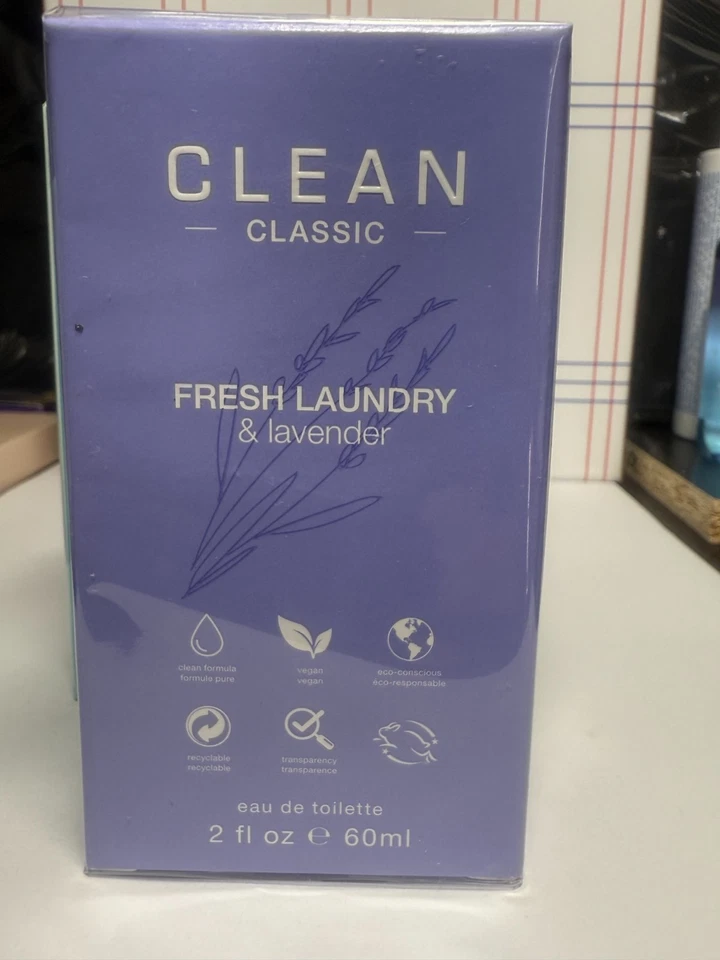 CLEAN
CLASSIC
FRESH LAUNDRY
& lavender
clean formula
formule pure
vegan
vegan
eco-conscious
éco-responsable
recyclable
recyclable
transparency
transparence
eau de toilette
2 fl oz ℮ 60ml